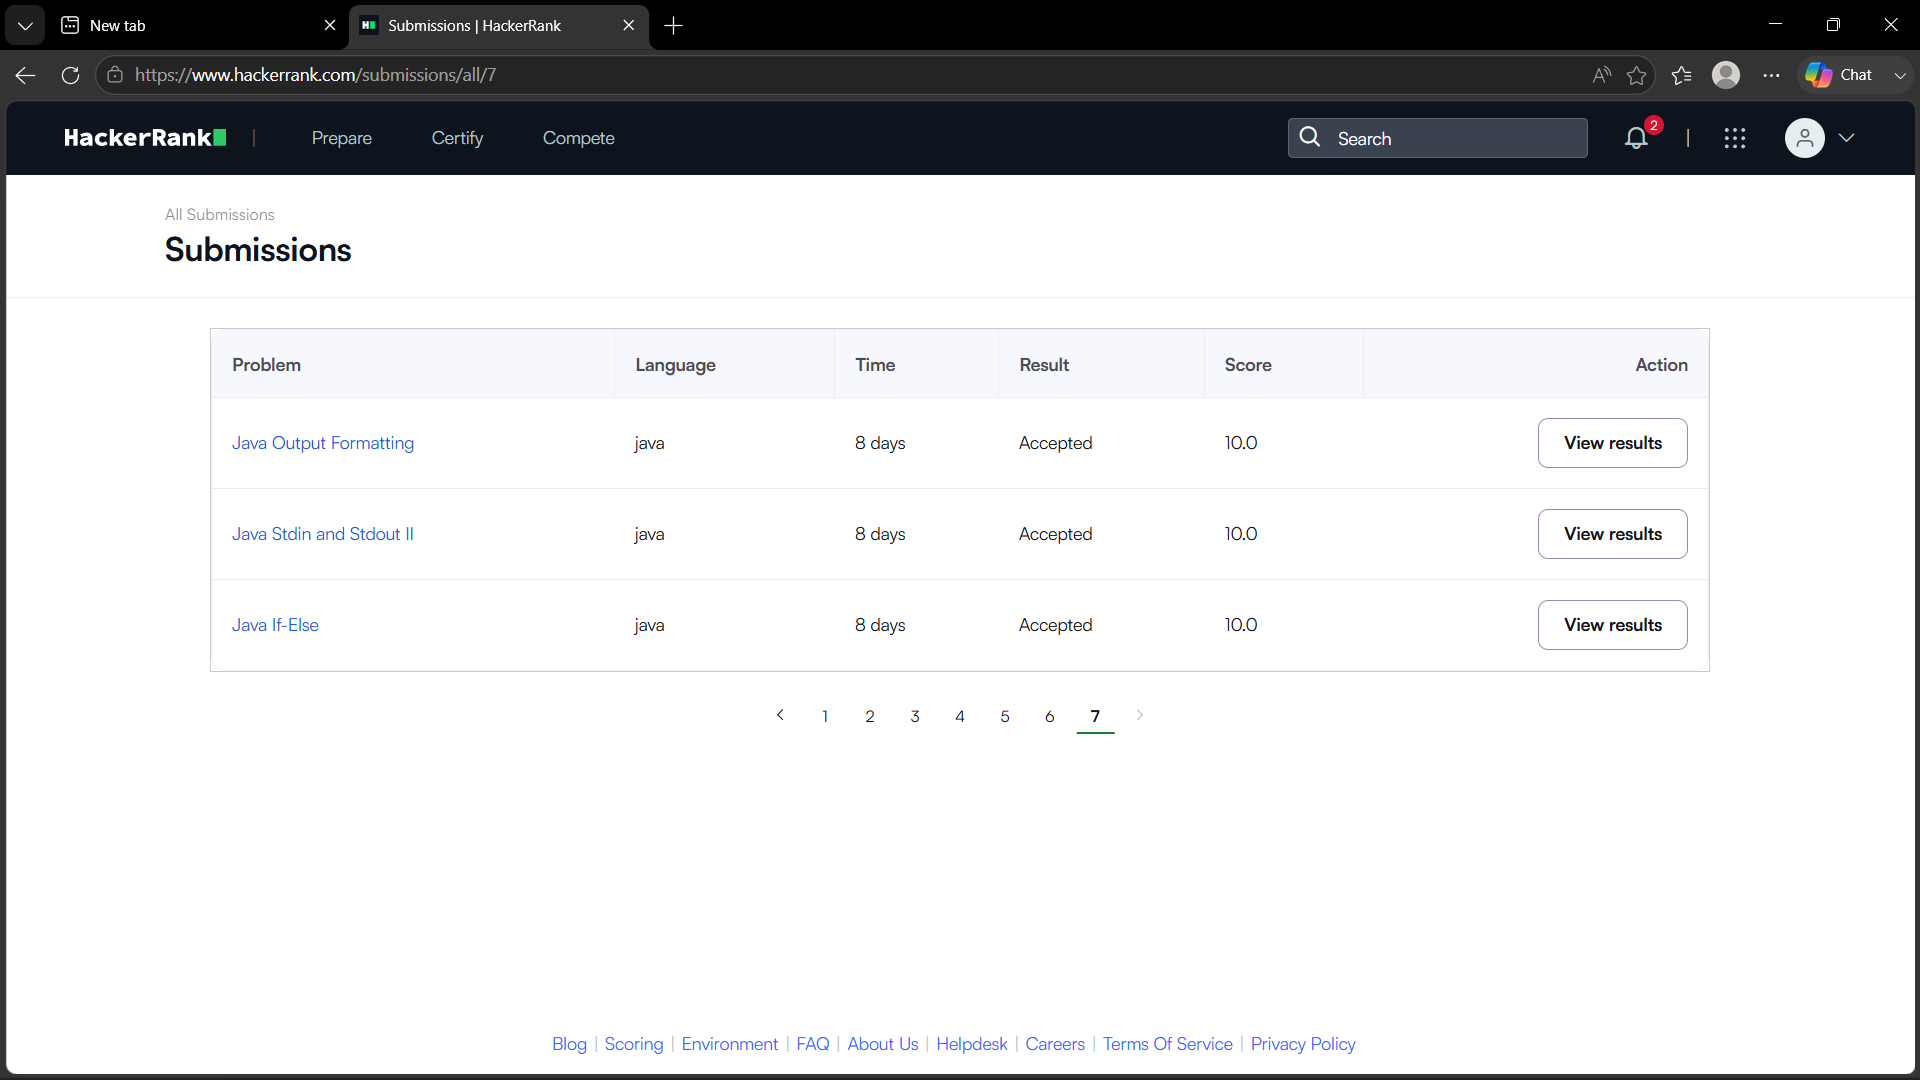 New tab
Submissions | HackerRank
https://www.hackerrank.com/submissions/all/7
Chat
HackerRank
Prepare
Certify
Compete
Search
2
All Submissions
Submissions
Problem Language Time Result Score Action
Java Output Formatting java 8 days Accepted 10.0 View results
Java Stdin and Stdout II java 8 days Accepted 10.0 View results
Java If-Else java 8 days Accepted 10.0 View results
1 2 3 4 5 6 7
Blog | Scoring | Environment | FAQ | About Us | Helpdesk | Careers | Terms Of Service | Privacy Policy